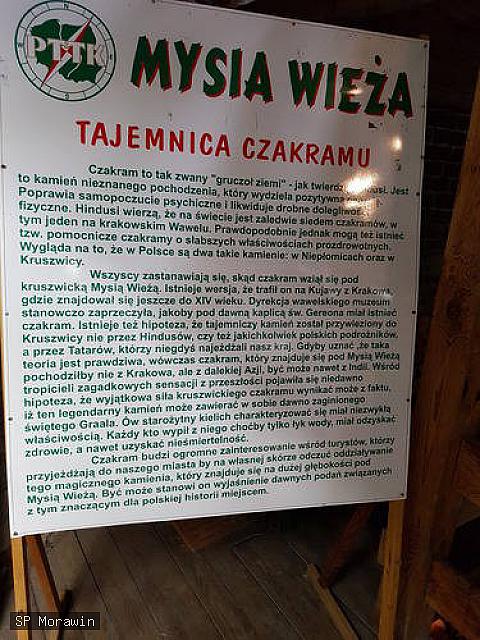 PTTK
MYSIA WIEŻA
TAJEMNICA CZAKRAMU
Czakram to tak zwany "gruczoł ziemi" - jak twierdzą Jest
to kamień nieznanego pochodzenia, który wydziela pozytywną
Poprawia samopoczucie psychiczne i likwiduje drobne dolegliwości
fizyczne. Hindusi wierzą, że na świecie jest zaledwie siedem czakramów, w
tym jeden na krakowskim Wawelu. Prawdopodobnie jednak mogą też istnieć
tzw. pomocnicze czakramy o słabszych właściwościach prozdrowotnych.
Wygląda na to, że w Polsce są dwa takie kamienie: w Niepłomicach oraz w
Kruszwicy.
Wszyscy zastanawiają się, skąd czakram wziął się pod
kruszwicką Mysią Wieżą. Istnieje wersja, że trafił on na Kujawy z Krakowa,
gdzie znajdował się jeszcze do XIV wieku. Dyrekcja wawelskiego muzeum
stanowczo zaprzeczyła, jakoby pod dawną kaplicą św. Gereona miał istnieć
czakram. Istnieje też hipoteza, że tajemniczy kamień został przywieziony do
Kruszwicy nie przez Hindusów, czy też jakichkolwiek polskich podróżników,
a przez Tatarów, którzy niegdyś najeżdżali nasz kraj. Gdyby uznać ,że taka
teoria jest prawdziwa, wówczas czakram, który znajduje się pod Mysią Wieżą
pochodziłby nie z Krakowa, ale z dalekiej Azji, być może nawet z Indii. Wśród
tropicieli zagadkowych sensacji z przeszłości pojawiła się niedawno
hipoteza, że wyjątkowa siła kruszwickiego czakramu wynikać może z faktu,
iż ten legendarny kamień może zawierać w sobie dawno zaginionego
świętego Graala. Ów starożytny kielich charakteryzować się miał niezwykłą
właściwością. Każdy kto wypił z niego choćby tylko łyk wody, miał odzyskać
zdrowie, a nawet uzyskać nieśmiertelność.
Czakram budzi ogromne zainteresowanie wśród turystów, którzy
przyjeżdżają do naszego miasta by na własnej skórze odczuć oddziaływanie
tego magicznego kamienia, który znajduje się na dużej głębokości pod
Mysią Wieżą. Być może stanowi on wyjaśnienie dawnych podań związanych
z tym znaczącym dla polskiej historii miejscem.
SP Morawin